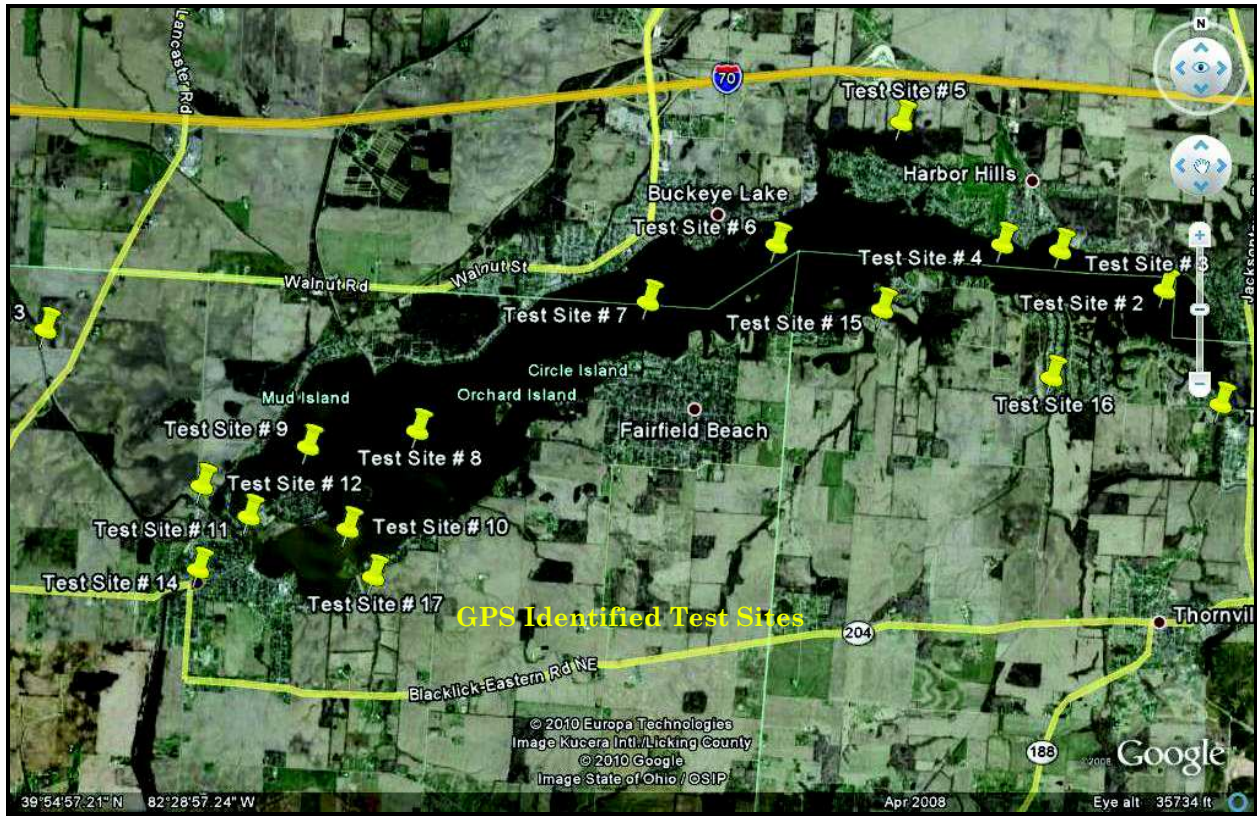 Lancaster Rd
N
70
Test Site # 5
Harbor Hills
Buckeye Lake
Test Site # 6
Test Site # 4
Test Site # 3
Walnut St
Walnut Rd
Test Site # 2
3
Test Site # 7
Test Site # 15
Circle Island
Orchard Island
Mud Island
Test Site 16
T
Test Site # 9
Fairfield Beach
Test Site # 8
Test Site # 12
Test Site # 11
Test Site # 10
Test Site # 14
Test Site # 17
GPS Identified Test Sites
204
Thornvil
Blacklick-Eastern Rd NE
© 2010 Europa Technologies
Image Kucera Intl./Licking County
© 2010 Google
Image State of Ohio / OSIP
188
©2008 Google
39°54'57.21" N 82°28'57.24" W
Apr 2008
Eye alt 35734 ft